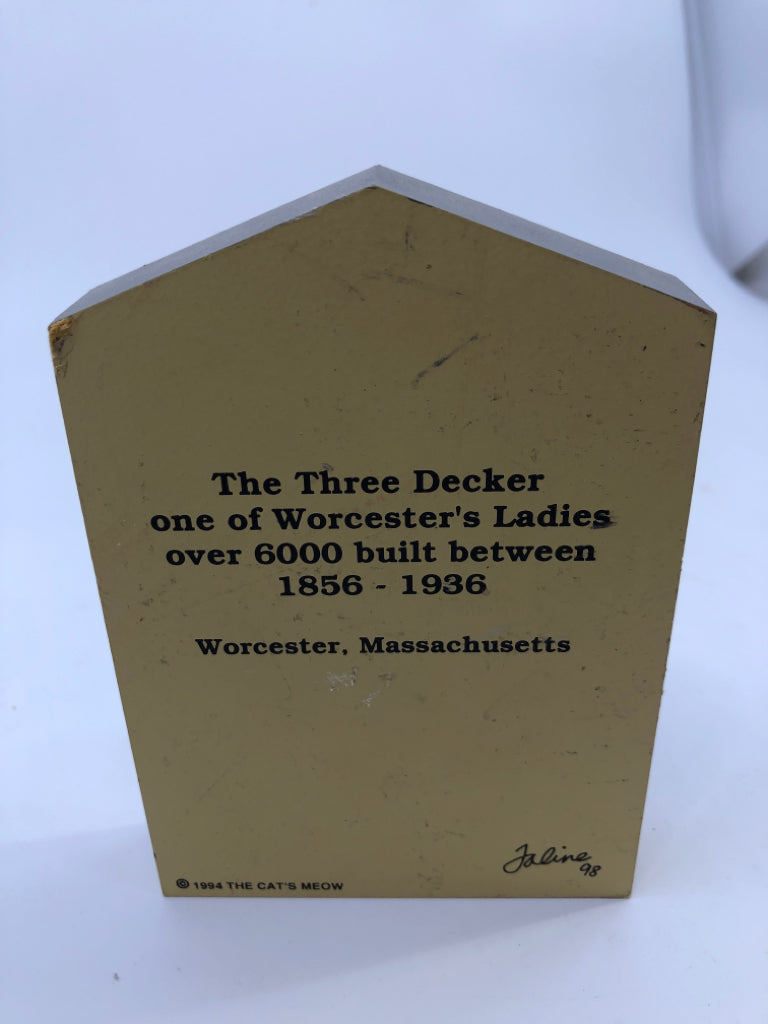 The Three Decker
one of Worcester's Ladies
over 6000 built between
1856 - 1936
Worcester, Massachusetts
Faline
98
© 1994 THE CAT'S MEOW